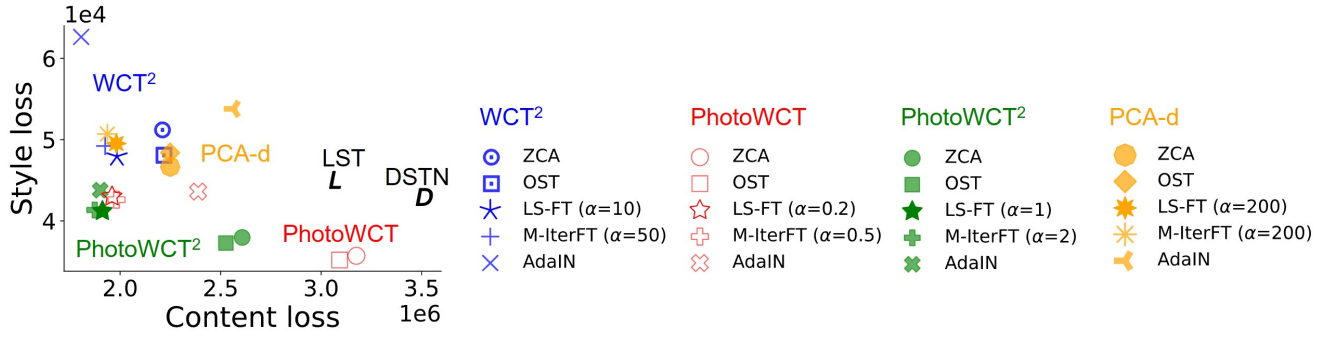 1e4
Style loss
6
5
4
WCT²
PCA-d
LST
L
DSTN
D
PhotoWCT
PhotoWCT²
2.0 2.5 3.0 3.5
Content loss
1e6
WCT²
ZCA
OST
LS-FT (α=10)
M-IterFT (α=50)
AdaIN
PhotoWCT
ZCA
OST
LS-FT (α=0.2)
M-IterFT (α=0.5)
AdaIN
PhotoWCT²
ZCA
OST
LS-FT (α=1)
M-IterFT (α=2)
AdaIN
PCA-d
ZCA
OST
LS-FT (α=200)
M-IterFT (α=200)
AdaIN